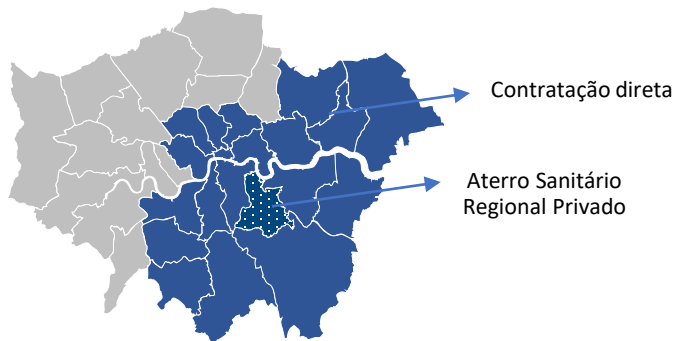 Contratação direta
Aterro Sanitário
Regional Privado